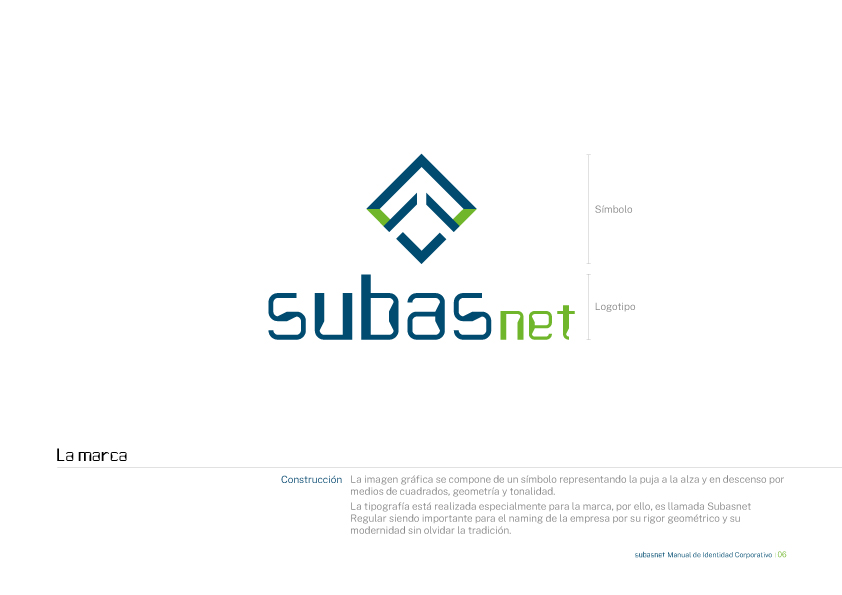 Símbolo
subasnet
Logotipo
La marca
Construcción La imagen gráfica se compone de un símbolo representando la puja a la alza y en descenso por
medios de cuadrados, geometría y tonalidad.
La tipografía está realizada especialmente para la marca, por ello, es llamada Subasnet
Regular siendo importante para el naming de la empresa por su rigor geométrico y su
modernidad sin olvidar la tradición.
subasnet Manual de Identidad Corporativo | 06